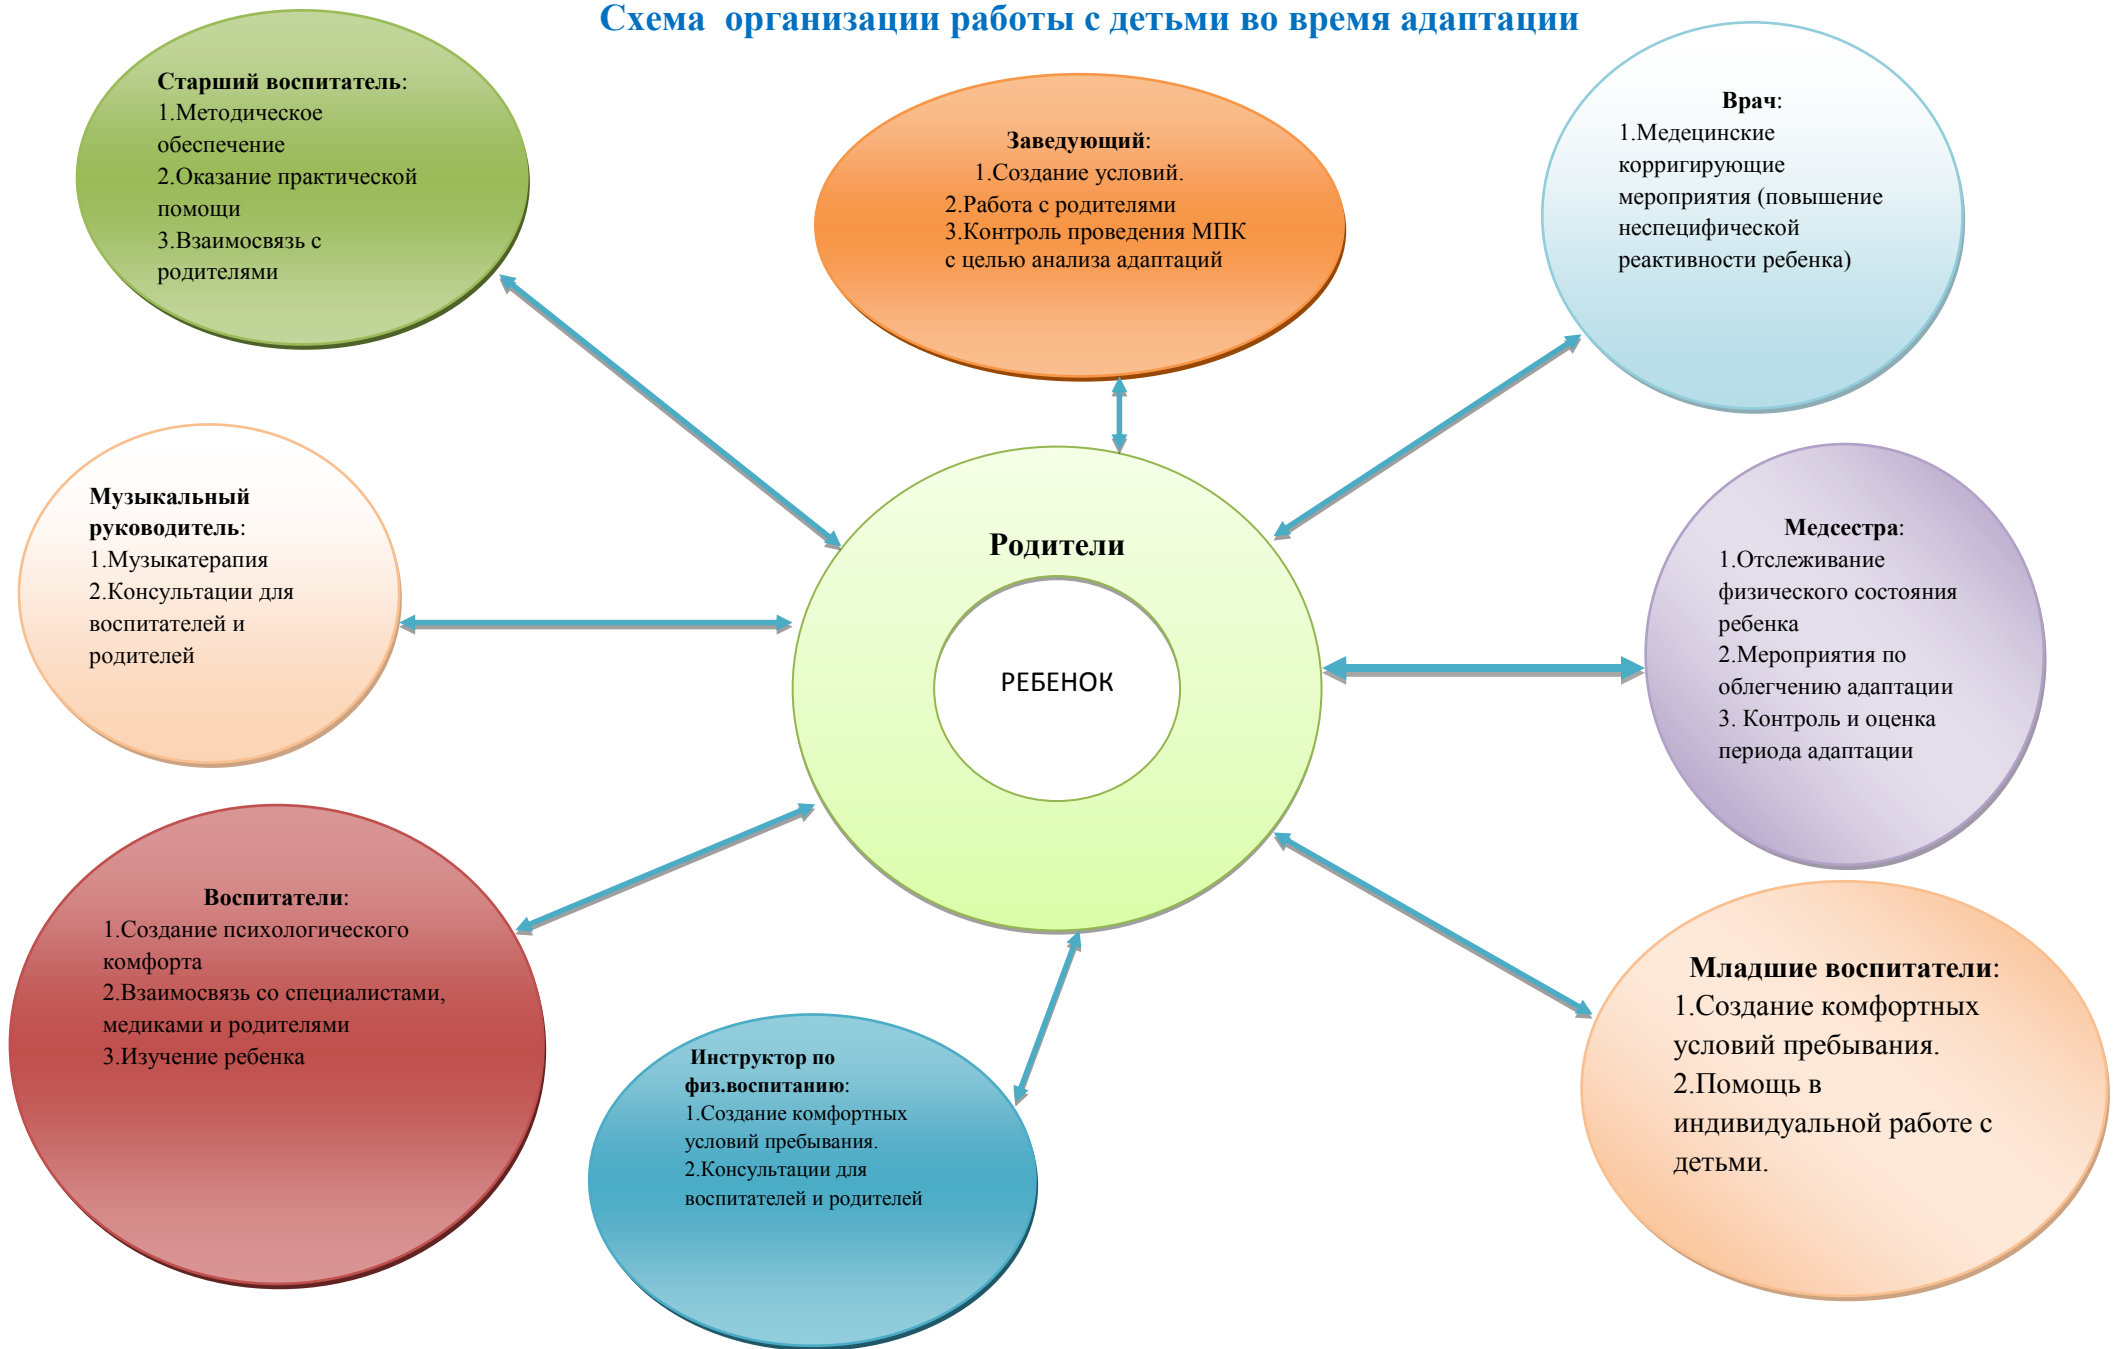 Схема организации работы с детьми во время адаптации
Старший воспитатель:
1.Методическое
обеспечение
2.Оказание практической
помощи
3.Взаимосвязь с
родителями
Заведующий:
1.Создание условий.
2.Работа с родителями
3.Контроль проведения МПК
с целью анализа адаптаций
Врач:
1.Медецинские
корригирующие
мероприятия (повышение
неспецифической
реактивности ребенка)
Музыкальный
руководитель:
1.Музыкатерапия
2.Консультации для
воспитателей и
родителей
Родители
РЕБЕНОК
Медсестра:
1.Отслеживание
физического состояния
ребенка
2.Мероприятия по
облегчению адаптации
3. Контроль и оценка
периода адаптации
Воспитатели:
1.Создание психологического
комфорта
2.Взаимосвязь со специалистами,
медиками и родителями
3.Изучение ребенка
Инструктор по
физ.воспитанию:
1.Создание комфортных
условий пребывания.
2.Консультации для
воспитателей и родителей
Младшие воспитатели:
1.Создание комфортных
условий пребывания.
2.Помощь в
индивидуальной работе с
детьми.